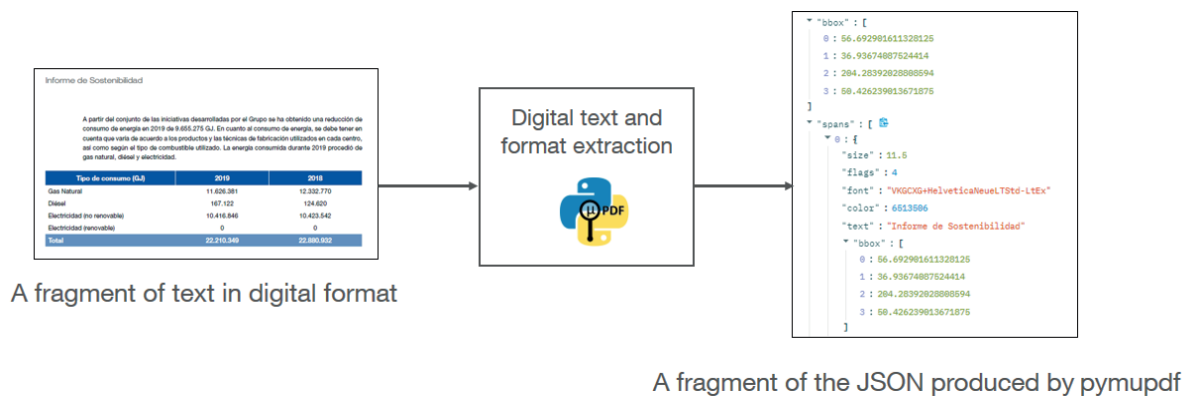 Informe de Sostenibilidad
A partir del conjunto de las iniciativas desarrolladas por el Grupo se ha obtenido una reducción de
consumo de energía en 2019 de 9.655.275 GJ. En cuanto al consumo de energía, se debe tener en
cuenta que varía de acuerdo a los productos y las técnicas de fabricación utilizados en cada centro,
así como según el tipo de combustible utilizado. La energía consumida durante 2019 procedió de
gas natural, diésel y electricidad.
Tipo de consumo (GJ) 2019 2018
Gas Natural 11.626.381 12.332.770
Diésel 167.122 124.620
Electricidad (no renovable) 10.416.846 10.423.542
Electricidad (renovable) 0 0
Total 22.210.349 22.880.932
A fragment of text in digital format
Digital text and
format extraction
μ PDF
"bbox" : [
0 : 56.692901611328125
1 : 36.93674087524414
2 : 204.28392028808594
3 : 50.426239013671875
]
"spans" : [
0 : {
"size" : 11.5
"flags" : 4
"font" : "VKGCXG+HelveticaNeueLTStd-LtEx"
"color" : 6513506
"text" : "Informe de Sostenibilidad"
"bbox" : [
0 : 56.692901611328125
1 : 36.93674087524414
2 : 204.28392028808594
3 : 50.426239013671875
]
A fragment of the JSON produced by pymupdf